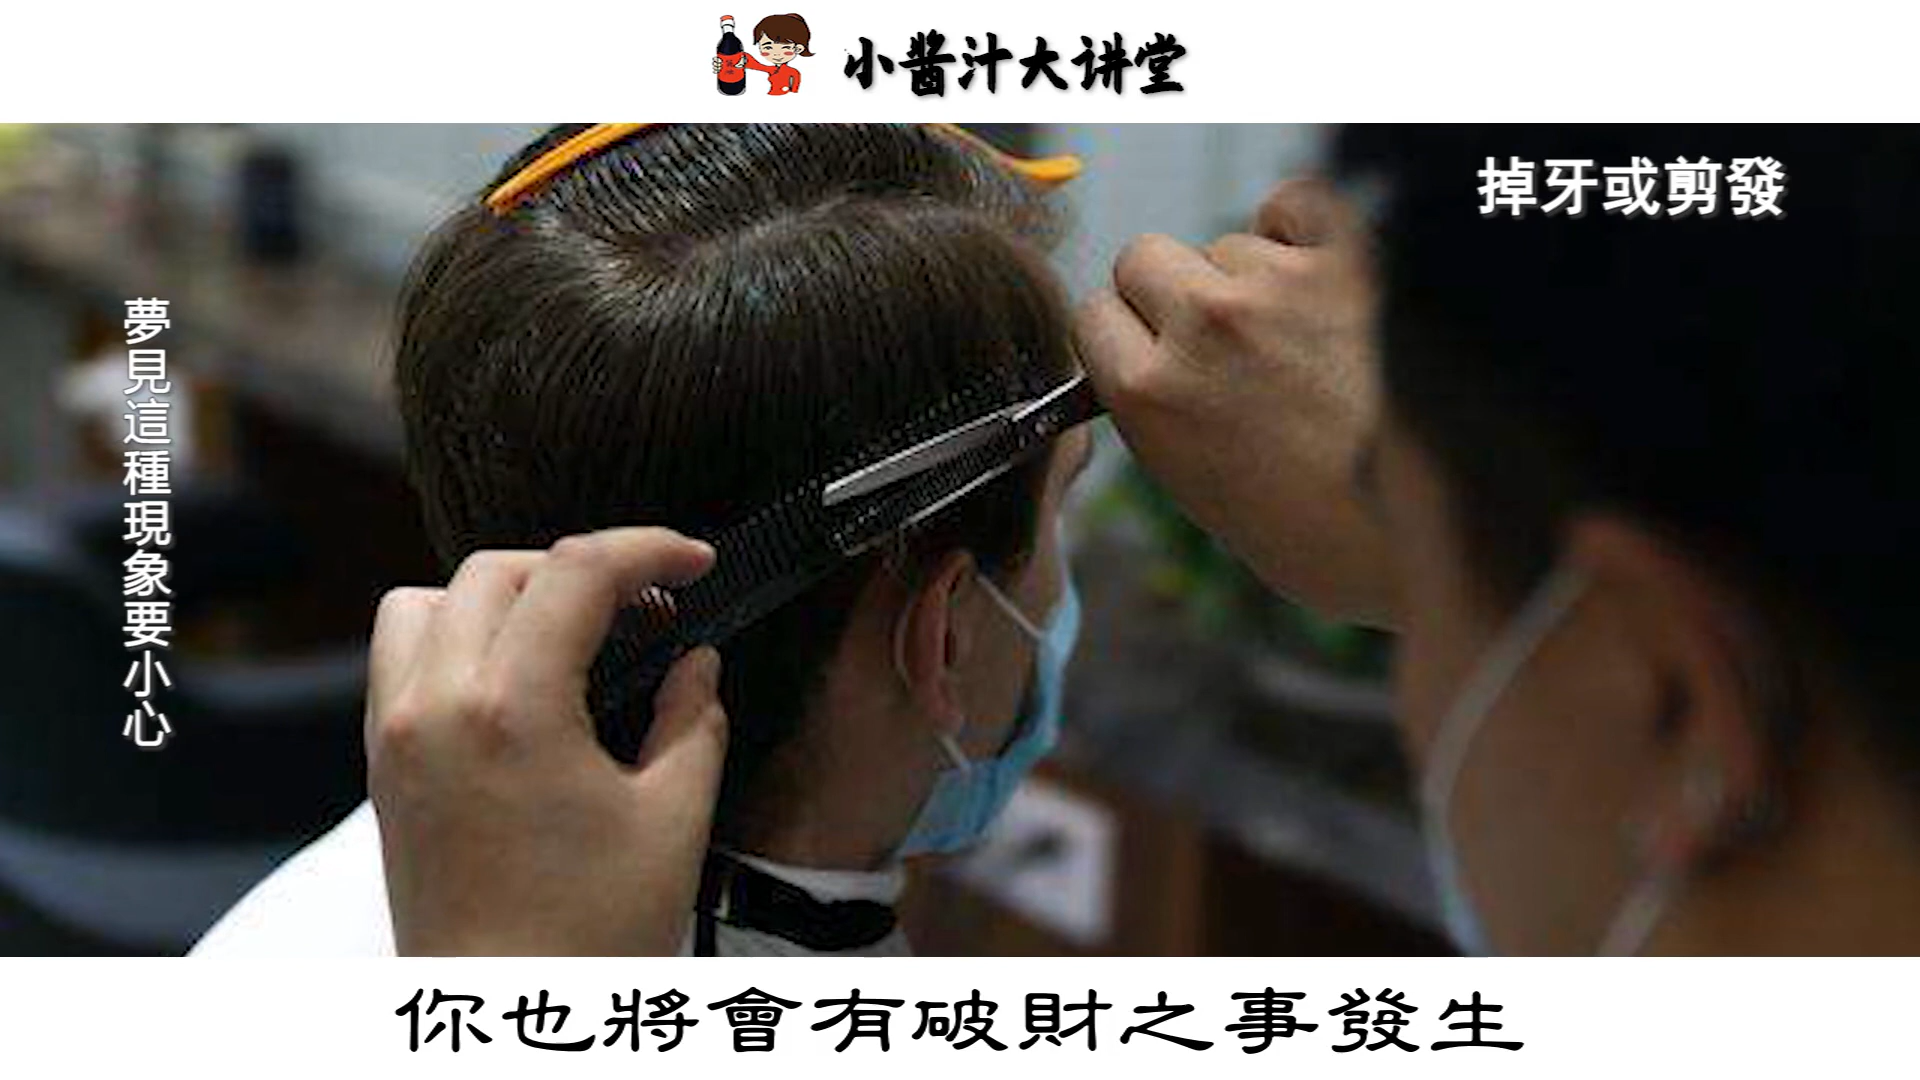 小酱汁大讲堂
掉牙或剪發
夢見這種現象要小心
你也將會有破財之事發生